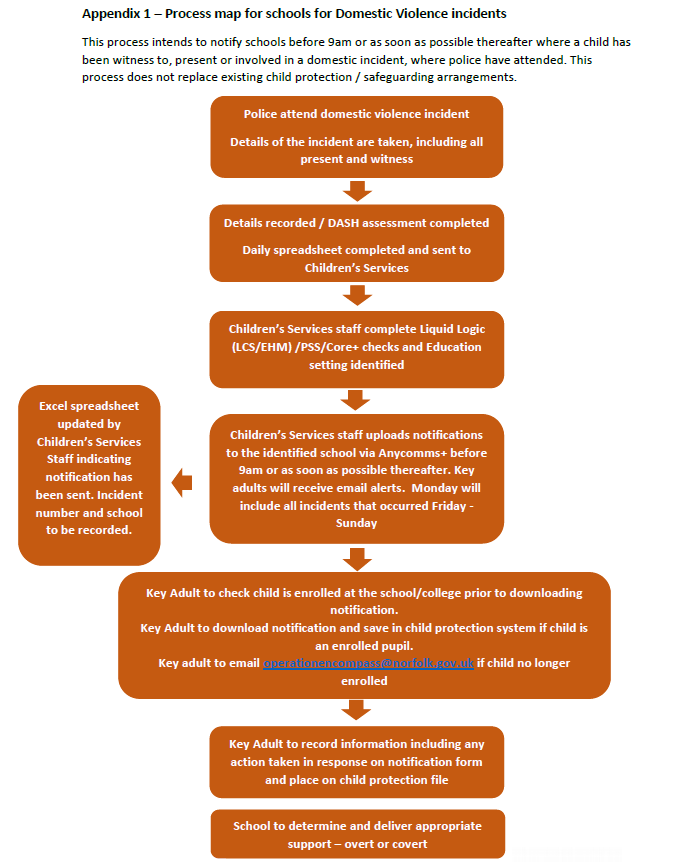 Appendix 1 – Process map for schools for Domestic Violence incidents
This process intends to notify schools before 9am or as soon as possible thereafter where a child has
been witness to, present or involved in a domestic incident, where police have attended. This
process does not replace existing child protection / safeguarding arrangements.
Police attend domestic violence incident
Details of the incident are taken, including all
present and witness
Details recorded / DASH assessment completed
Daily spreadsheet completed and sent to
Children's Services
Children's Services staff complete Liquid Logic
(LCS/EHM) /PSS/Core+ checks and Education
setting identified
Children's Services staff uploads notifications
to the identified school via Anycomms+ before
9am or as soon as possible thereafter. Key
adults will receive email alerts. Monday will
include all incidents that occurred Friday -
Sunday
Excel spreadsheet
updated by
Children's Services
Staff indicating
notification has
been sent. Incident
number and school
to be recorded.
Key Adult to check child is enrolled at the school/college prior to downloading
notification.
Key Adult to download notification and save in child protection system if child is
an enrolled pupil.
Key adult to email operationencompass@norfolk.gov.uk if child no longer
enrolled
Key Adult to record information including any
action taken in response on notification form
and place on child protection file
School to determine and deliver appropriate
support – overt or covert